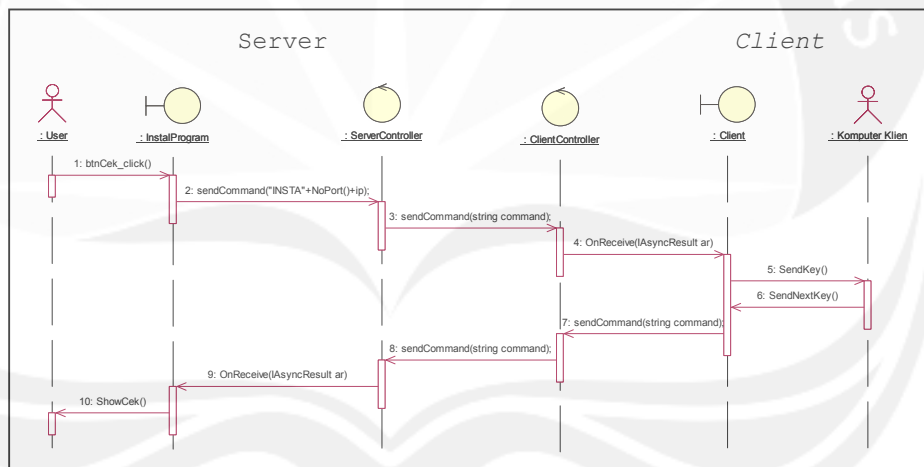 Server
Client
: User
: InstalProgram
: ServerController
: ClientController
: Client
: Komputer Klien
1: btnCek_click()
2: sendCommand("INSTA"+NoPort()+ip);
3: sendCommand(string command);
4: OnReceive(IAsyncResult ar)
5: SendKey()
6: SendNextKey()
7: sendCommand(string command);
8: sendCommand(string command);
9: OnReceive(IAsyncResult ar)
10: ShowCek()